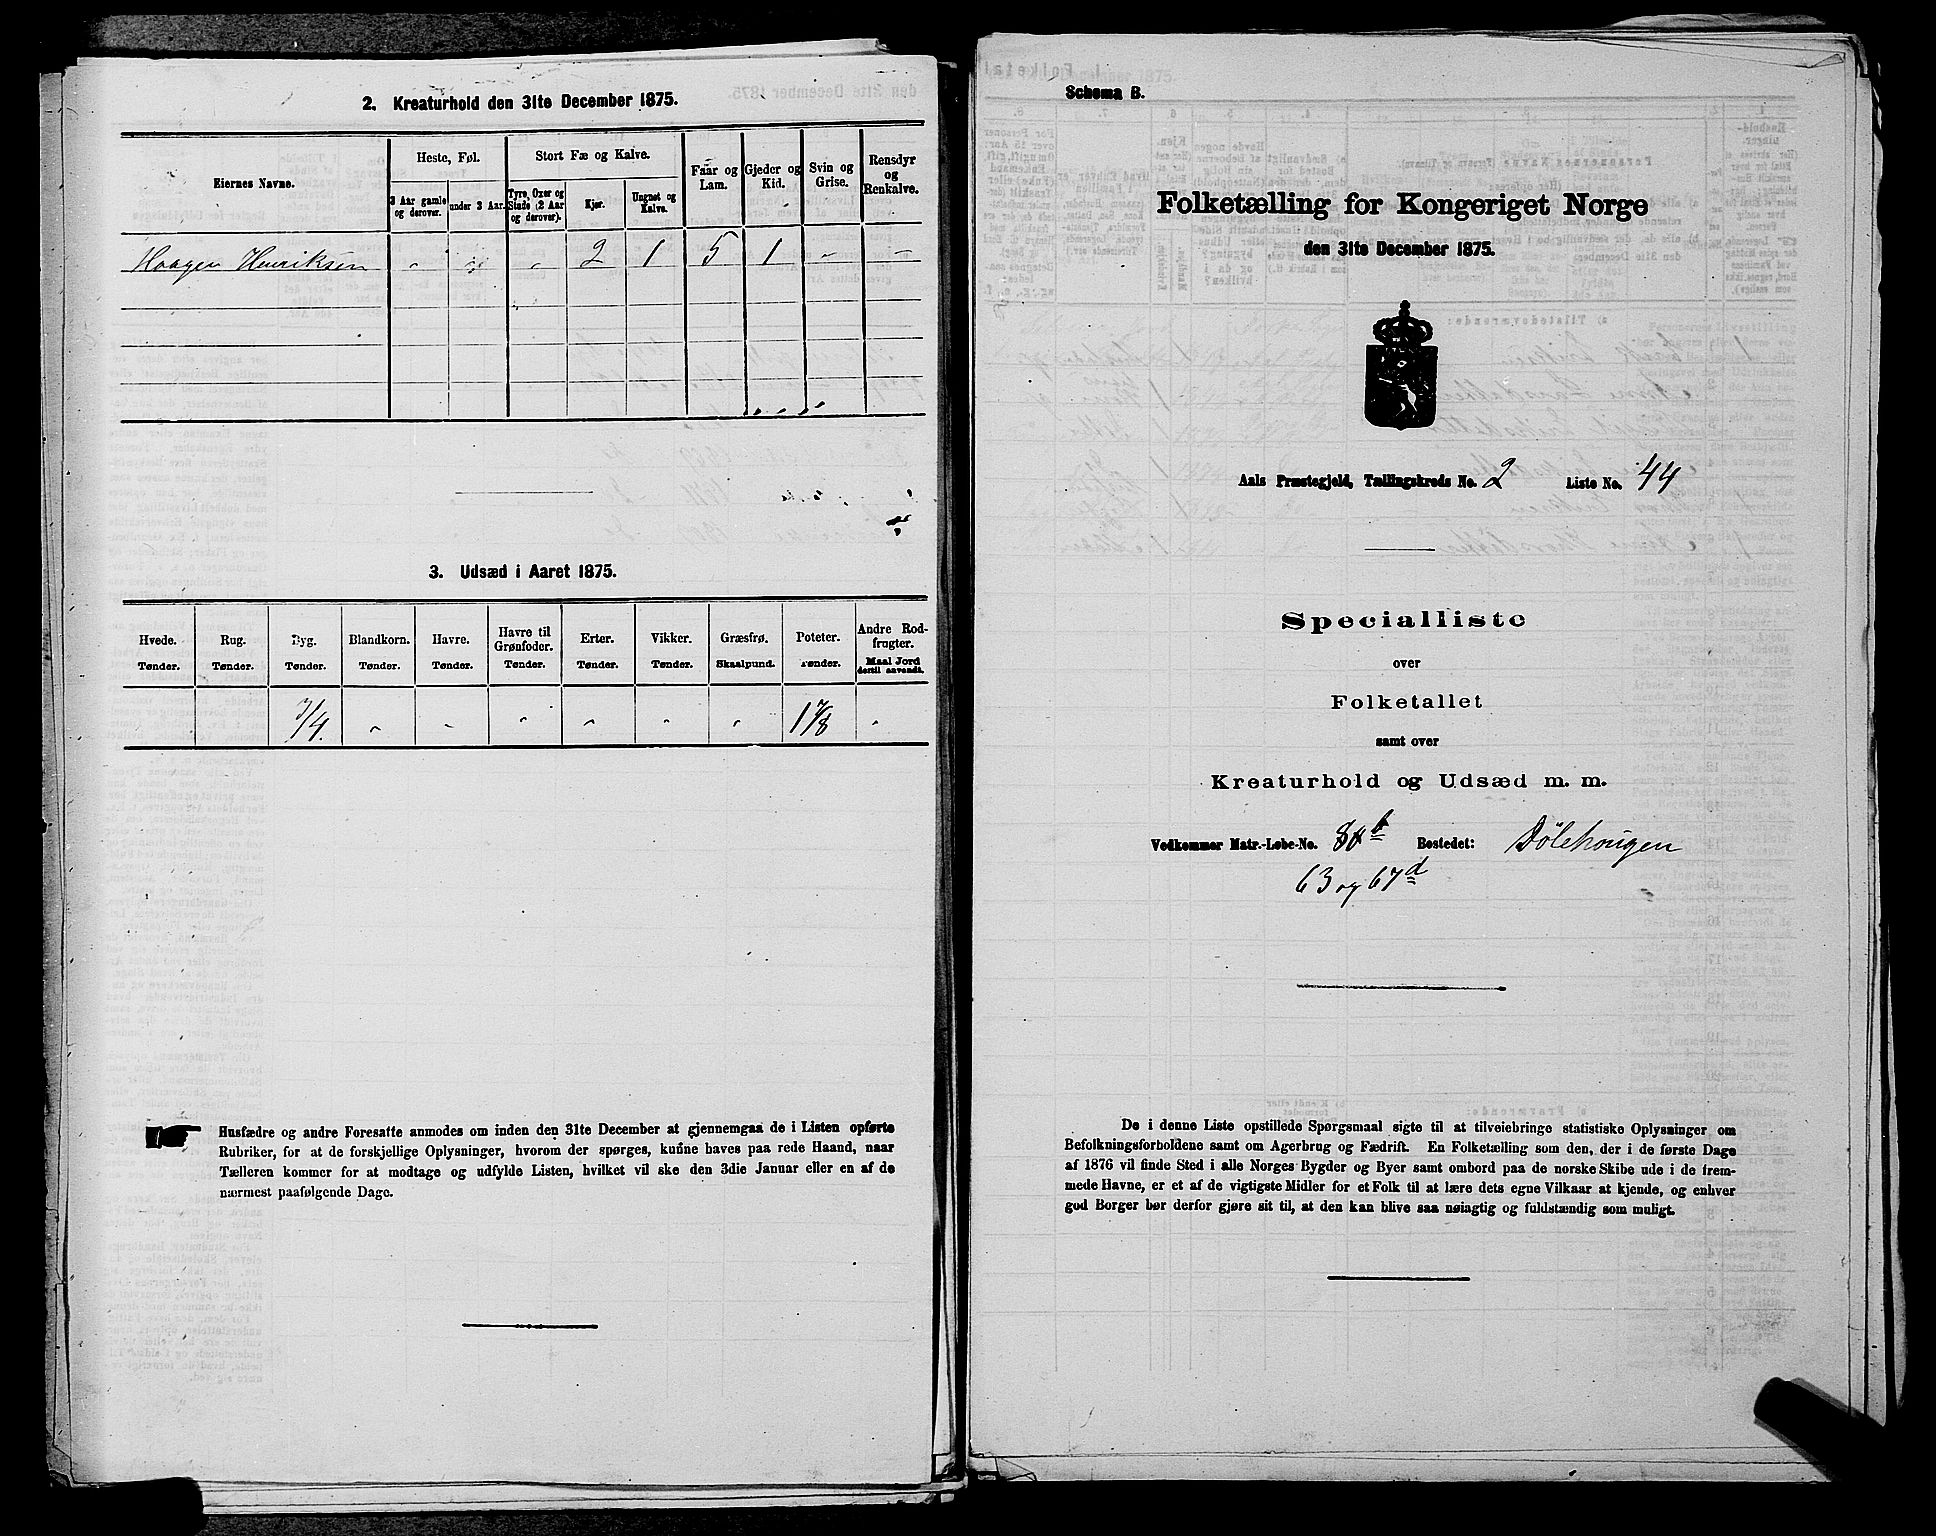 2. Kreaturhold den 31te December 1875.
Eiernes Navne.
Heste, Føl.
3 Aar gamle og derover.
under 3 Aar.
Stort Fæ og Kalve.
Tyre, Oxer og Stude (2 Aar og derover).
Kjør.
Ungnøt og Kalve.
Faar og Lam.
Gjeder og Kid.
Svin og Grise.
Rensdyr og Renkalve.
Haagen Henriksen " " " 2 1 5 1 " "
3. Udsæd i Aaret 1875.
Hvede. Rug. Byg. Blandkorn. Havre. Havre til Grønfoder. Erter. Vikker. Græsfrø. Poteter. Andre Rodfrugter.
Tønder. Tønder. Tønder. Tønder. Tønder. Tønder. Tønder. Tønder. Skaalpund. Tønder. Maal Jord dertil anvendt.
" " " " " " 1 7/8 "
Husfædre og andre Foresatte anmodes om inden den 31te December at gjennemgaa de i Listen opførte
Rubriker, for at de forskjellige Oplysninger, hvorom der spørges, kunne haves paa rede Haand, naar
Tælleren kommer for at modtage og udfylde Listen, hvilket vil ske den 3die Januar eller en af de
nærmest paafølgende Dage.
Schema B.
Folketælling for Kongeriget Norge
den 31te December 1875.
Aals Præstegjeld, Tællingskreds No. 2 Liste No. 44
Specialliste
over
Folketallet
samt over
Kreaturhold og Udsæd m. m.
Vedkommer Matr.-Løbe-No. Bostedet: Dölehougen
63 og 67d
De i denne Liste opstillede Spørgsmaal sigte til at tilveiebringe statistiske Oplysninger om
Befolkningsforholdene samt om Agerbrug og Fædrift. En Folketælling som den, der i de første Dage
af 1876 vil finde Sted i alle Norges Bygder og Byer samt ombord paa de norske Skibe ude i de frem-
mede Havne, er et af de vigtigste Midler for et Folk til at lære dets egne Vilkaar at kjende, og enhver
god Borger bør derfor gjøre sit til, at den kan blive saa nøiagtig og fuldstændig som muligt.